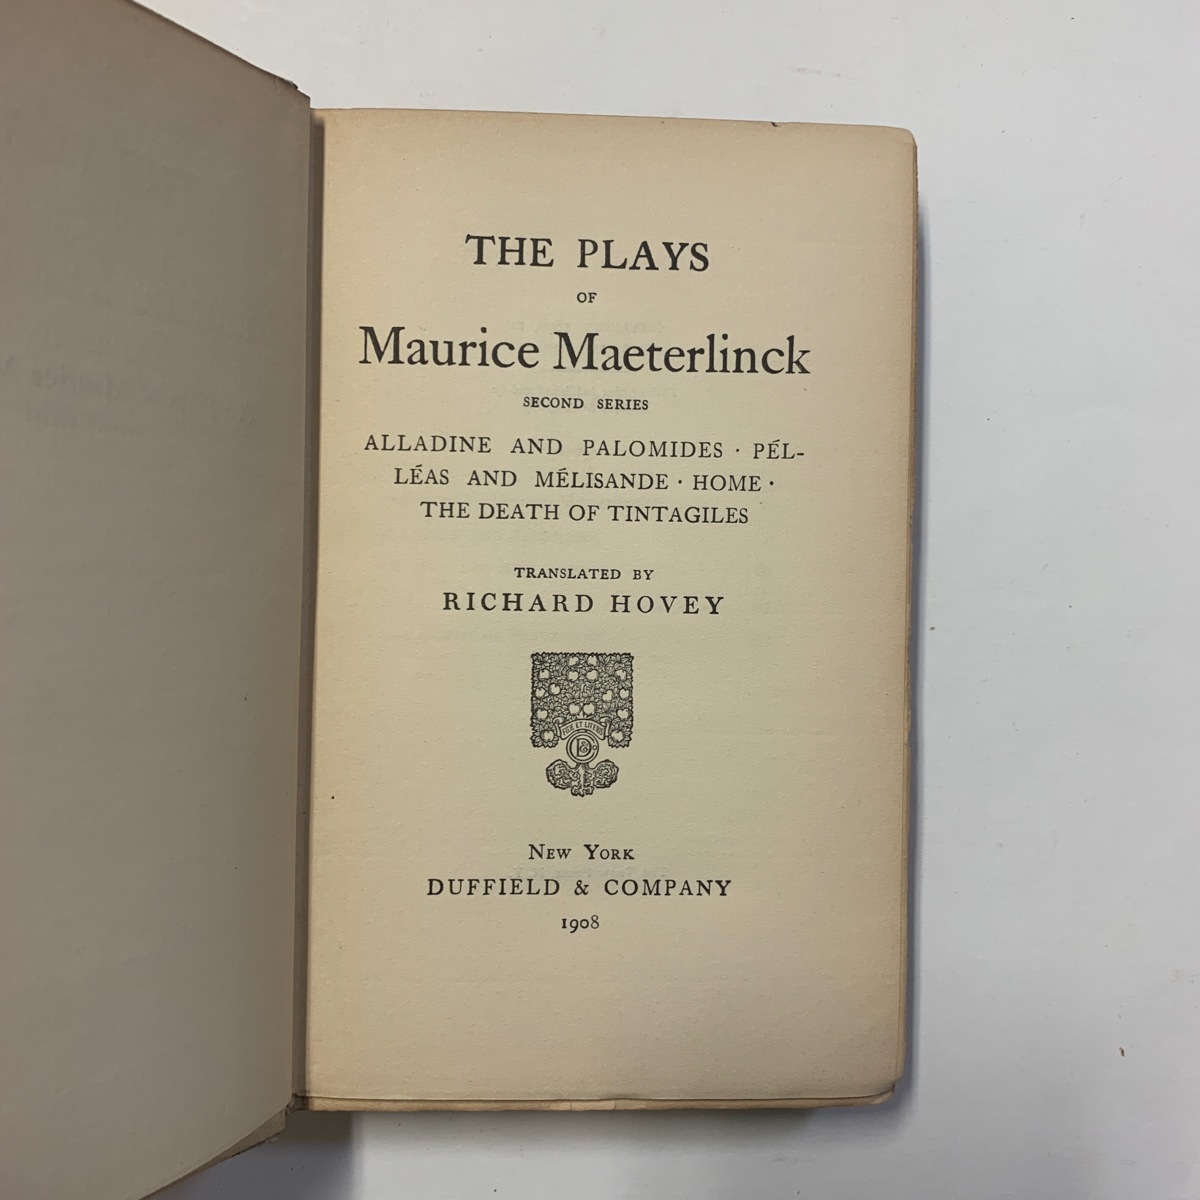 THE PLAYS
OF
Maurice Maeterlinck
SECOND SERIES
ALLADINE AND PALOMIDES · PÉL-
LÉAS AND MÉLISANDE · HOME ·
THE DEATH OF TINTAGILES
TRANSLATED BY
RICHARD HOVEY
ET
New York
DUFFIELD & COMPANY
1908